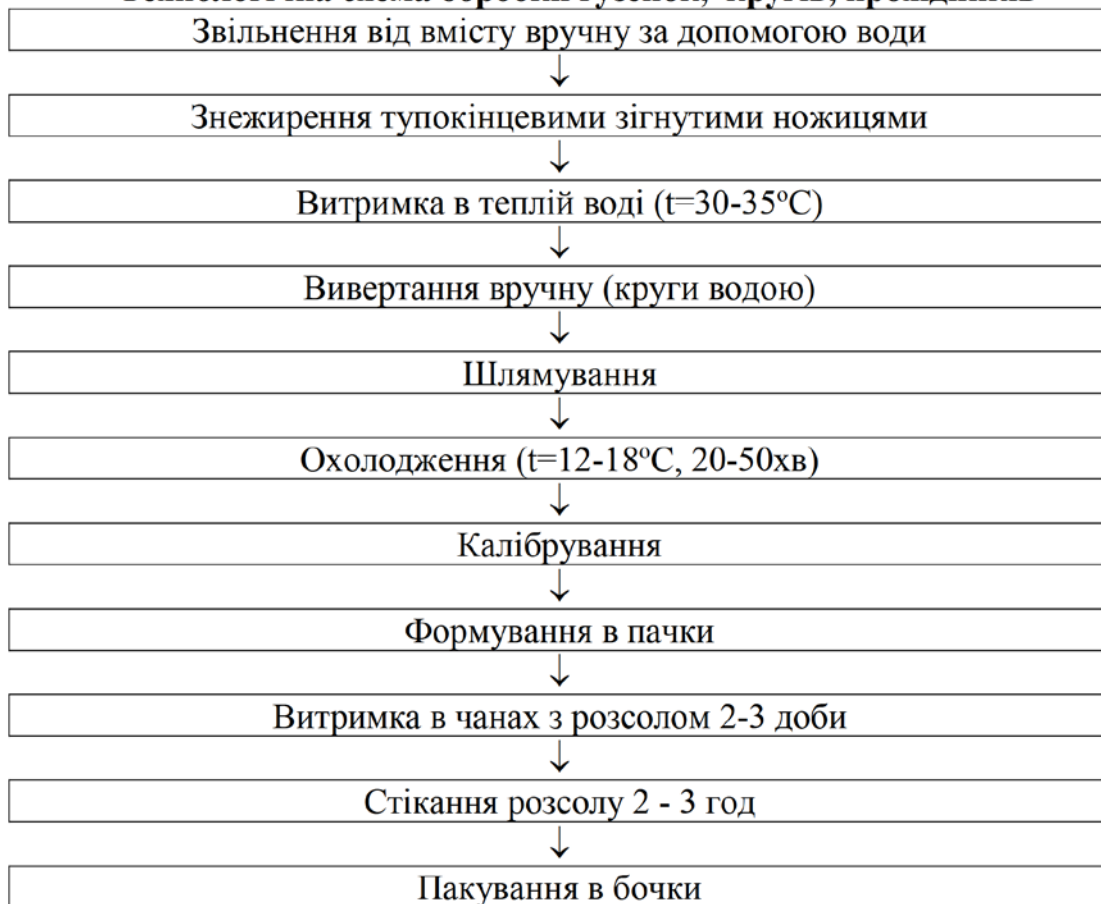 Звільнення від вмісту вручну за допомогою води
↓
Знежирення тупокінцевими зігнутими ножицями
↓
Витримка в теплій воді (t=30-35ºС)
↓
Вивертання вручну (круги водою)
↓
Шлямування
↓
Охолодження (t=12-18ºС, 20-50хв)
↓
Калібрування
↓
Формування в пачки
↓
Витримка в чанах з розсолом 2-3 доби
↓
Стікання розсолу 2 - 3 год
↓
Пакування в бочки